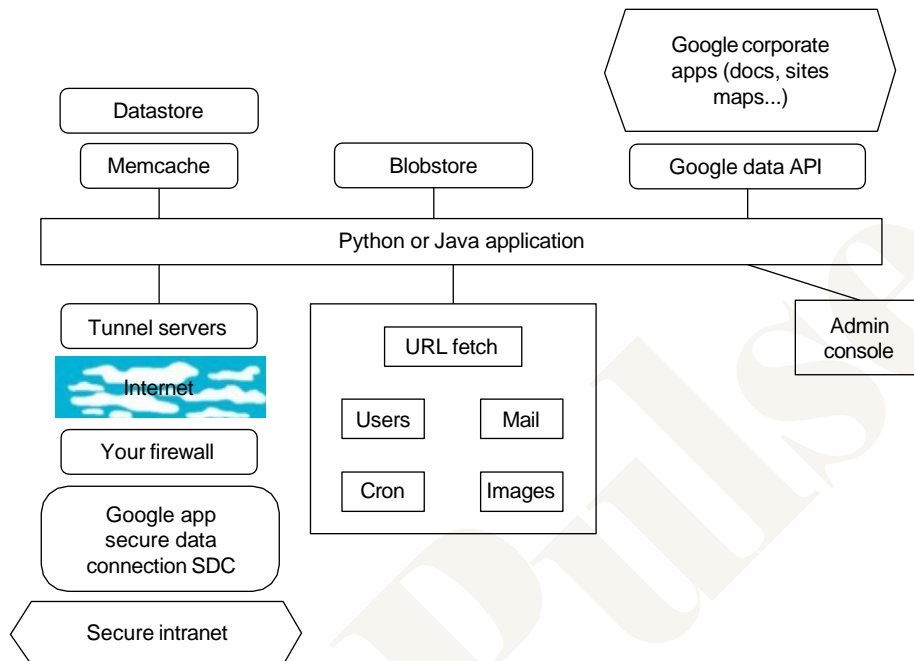 Google corporate
apps (docs, sites
maps...)
Datastore
Memcache
Blobstore
Google data API
Python or Java application
Tunnel servers
Internet
Your firewall
Google app
secure data
connection SDC
Secure intranet
URL fetch
Users
Mail
Cron
Images
Admin
console
Pulse